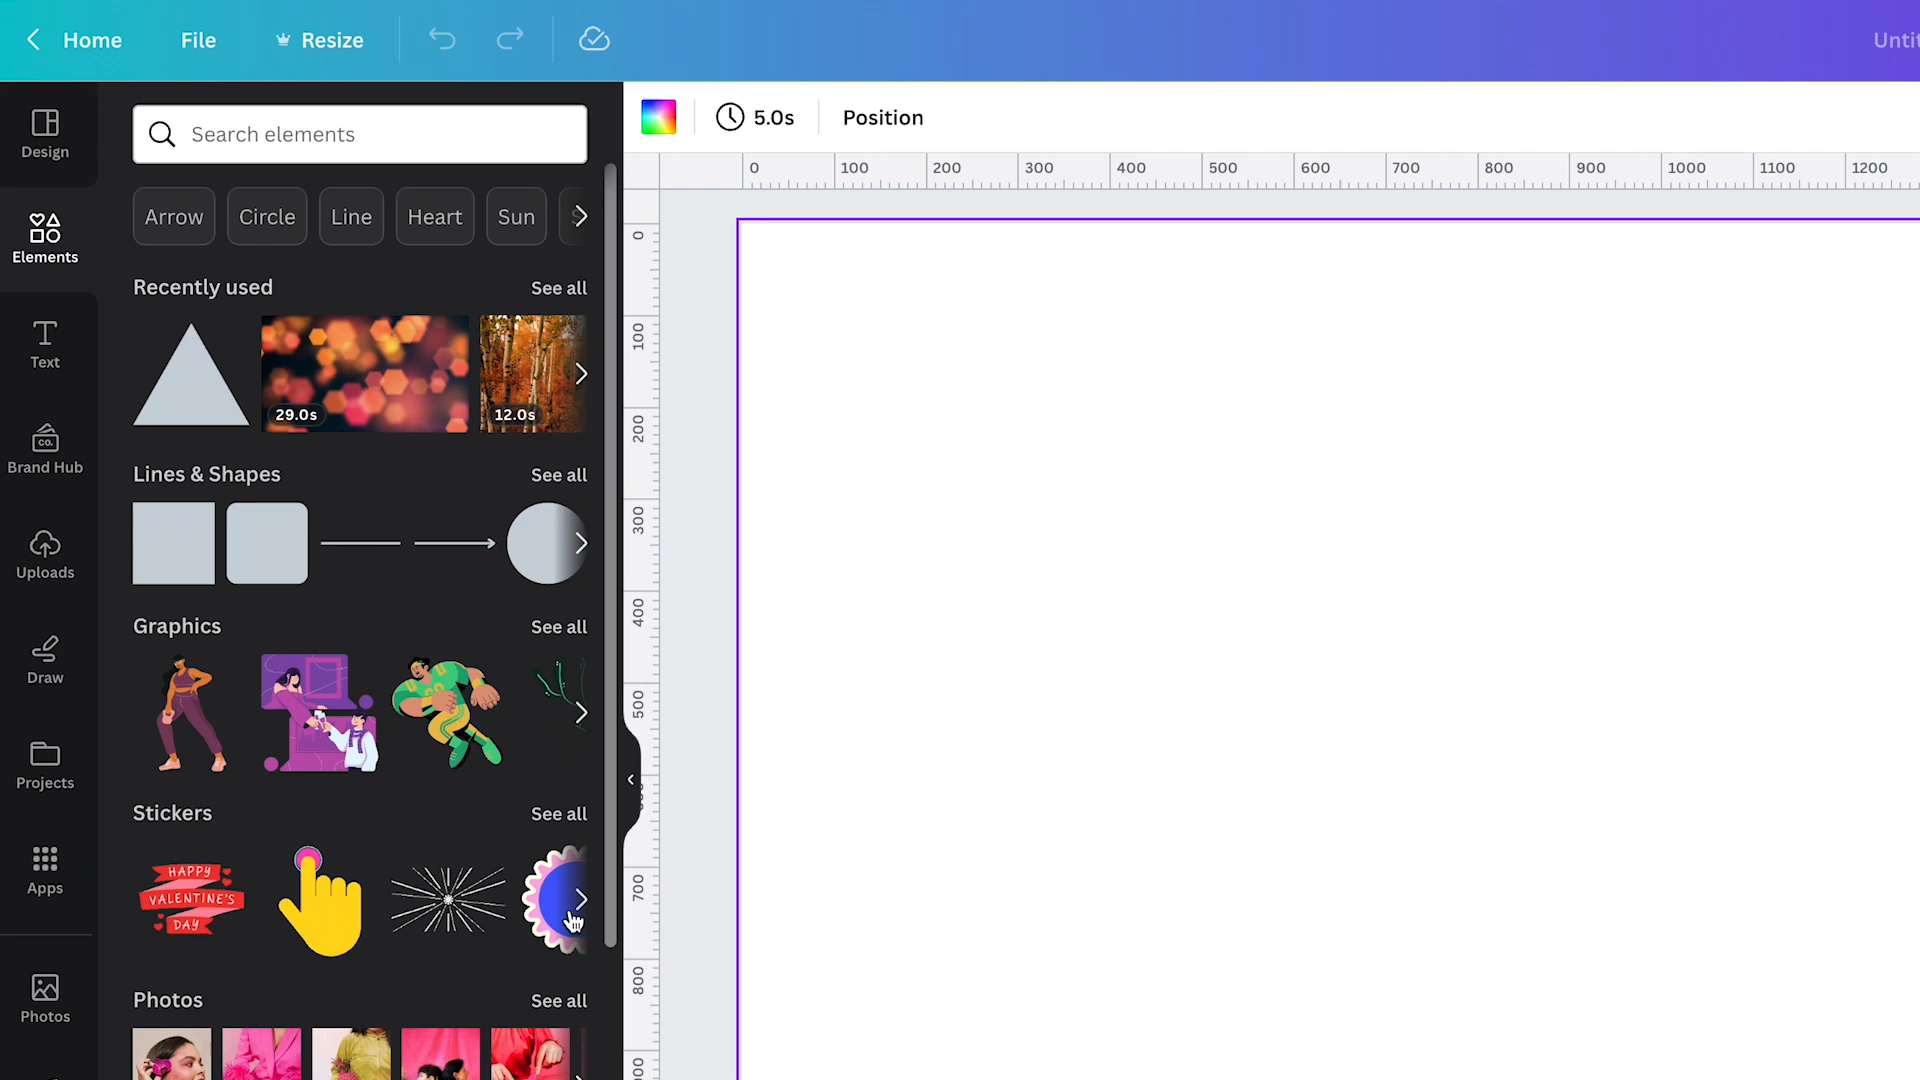 Home File Resize Untit
5.0s Position
Search elements
Arrow Circle Line Heart Sun
Recently used See all
29.0s 12.0s
Lines & Shapes See all
Graphics See all
Stickers See all
HAPPY
VALENTINE'S
DAY
Photos See all
Design
Elements
Text
CO.
Brand Hub
Uploads
Draw
Projects
Apps
Photos
0 100 200 300 400 500 600 700 800 900 1000 1100 1200
0
100
200
300
400
500
700
800